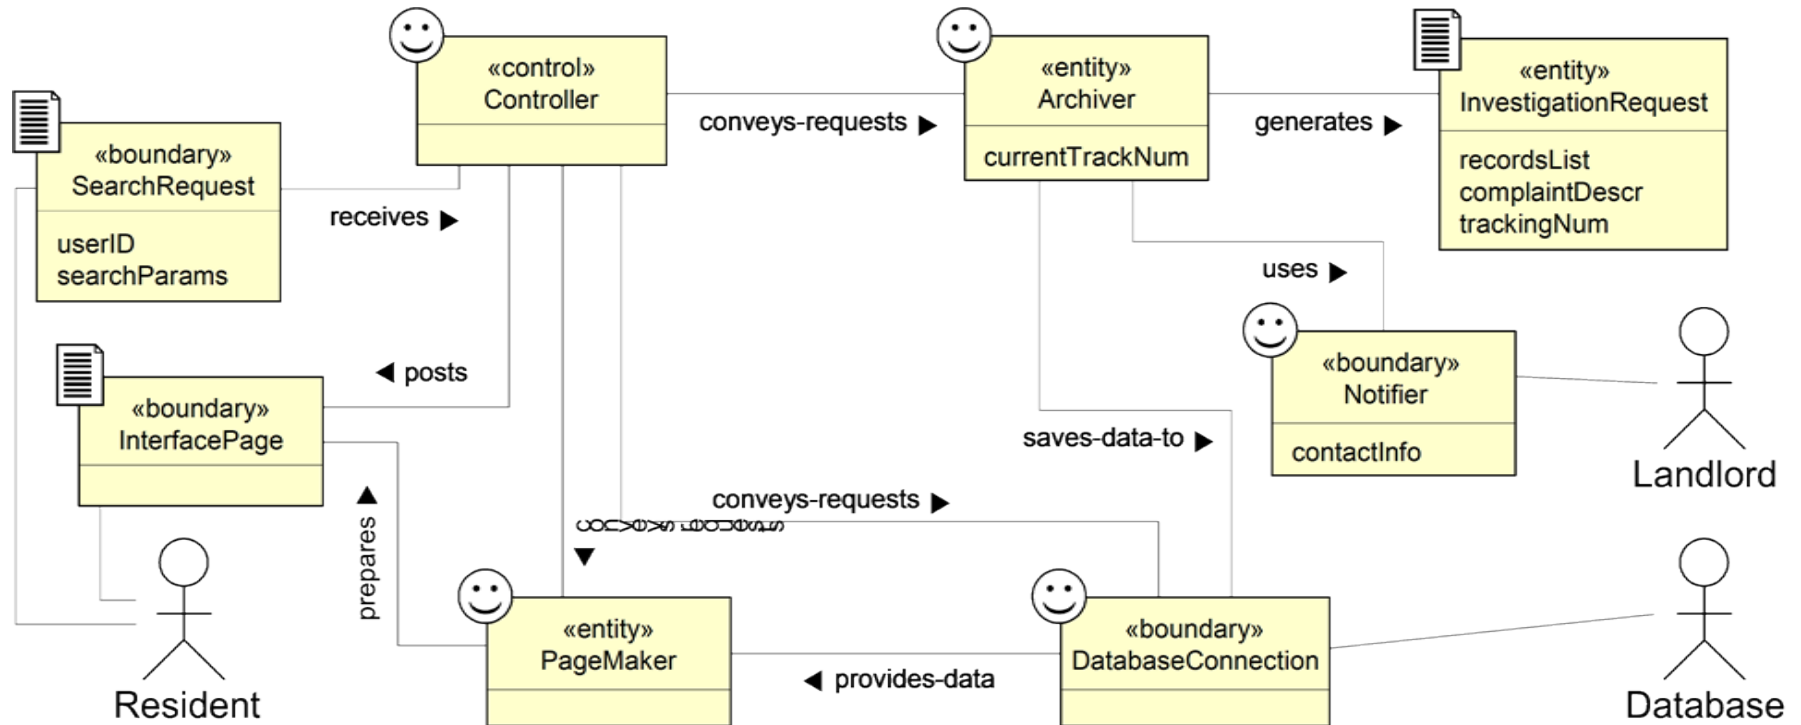 «control»
Controller
«entity»
Archiver
currentTrackNum
«entity»
InvestigationRequest
recordsList
complaintDescr
trackingNum
conveys-requests ▶
generates ▶
«boundary»
SearchRequest
userID
searchParams
receives ▶
uses ▶
«boundary»
Notifier
contactInfo
Landlord
◀ posts
«boundary»
InterfacePage
saves-data-to ▶
conveys-requests ▶
conveys requests
▼
prepares ▶
Resident
«entity»
PageMaker
◀ provides-data
«boundary»
DatabaseConnection
Database